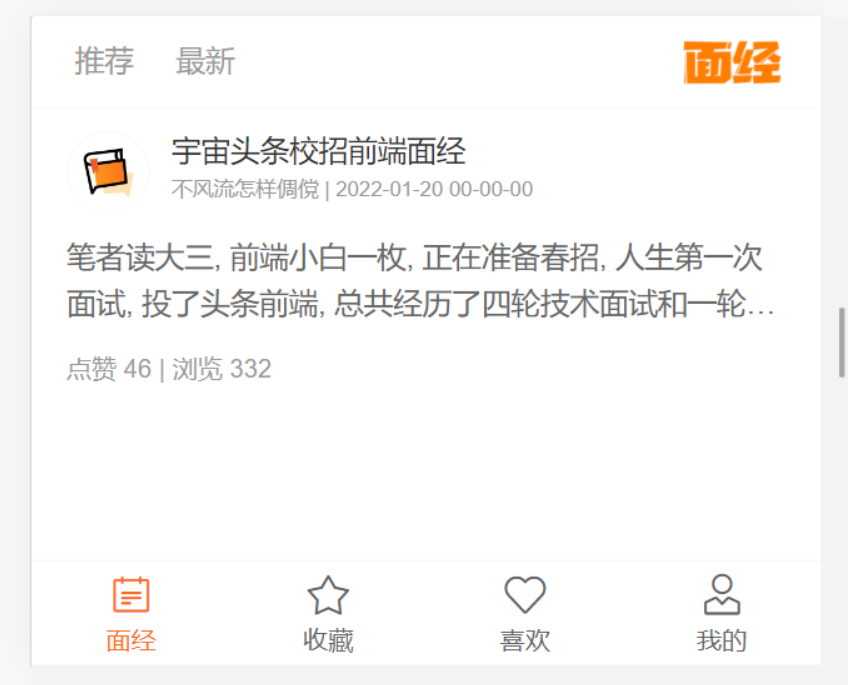 推荐 最新 面经
宇宙头条校招前端面经
不风流怎样倜傥 | 2022-01-20 00-00-00
笔者读大三, 前端小白一枚, 正在准备春招, 人生第一次
面试, 投了头条前端, 总共经历了四轮技术面试和一轮…
点赞 46 | 浏览 332
面经 收藏 喜欢 我的